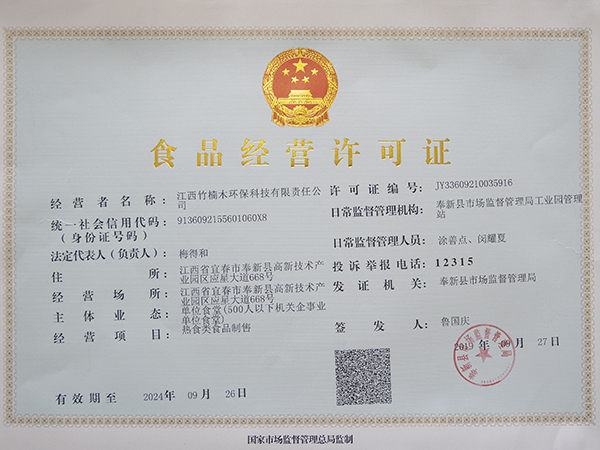 食品经营许可证
经营者名称：江西竹楠木环保科技有限责任公司
统一社会信用代码：91360921556010​60X8
（身份证号码）
法定代表人（负责人）：梅得和
住所：江西省宜春市奉新县高新技术产业园区应星大道668号
经营场所：江西省宜春市奉新县高新技术产业园区应星大道668号
主体业态：单位食堂(500人以下机关企事业单位食堂)
经营项目：热食类食品制售
有效期至 2024年 09月 26日
许可证编号：JY33609210035916
日常监督管理机构：奉新县市场监督管理局工业园管理站
日常监督管理人员：涂善点、闵耀夏
投诉举报电话：12315
发证机关：奉新县市场监督管理局
签发人：鲁国庆
2019 年 09 月 27 日
国家市场监督管理总局监制